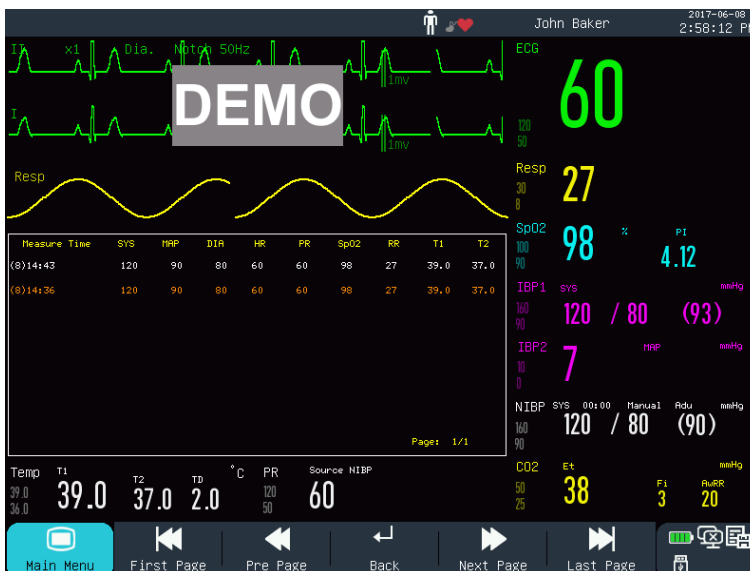 John Baker
2017-06-08
2:58:12 P
II x1 Dia. Notch 50Hz
1mv
DEMO
I
1mv
Resp
Measure Time SYS MAP DIA HR PR SpO2 RR T1 T2
(8)14:43 120 90 80 60 60 98 27 39.0 37.0
(8)14:36 120 90 80 60 60 98 27 39.0 37.0
Page: 1/1
ECG
60
120
50
Resp
30
8
27
SpO2 % PI
100
90
98
4.12
IBP1 SYS mmHg
160
90
120 / 80 (93)
IBP2 MAP mmHg
10
0
7
NIBP SYS 00:00 Manual Adu mmHg
160
90
120 / 80 (90)
CO2 Et mmHg
50
25
38
Fi
3
AwRR
20
Temp T1 T2 TD °C
39.0
36.0
39.0 37.0 2.0
PR Source NIBP
120
50
60
Main Menu First Page Pre Page Back Next Page Last Page